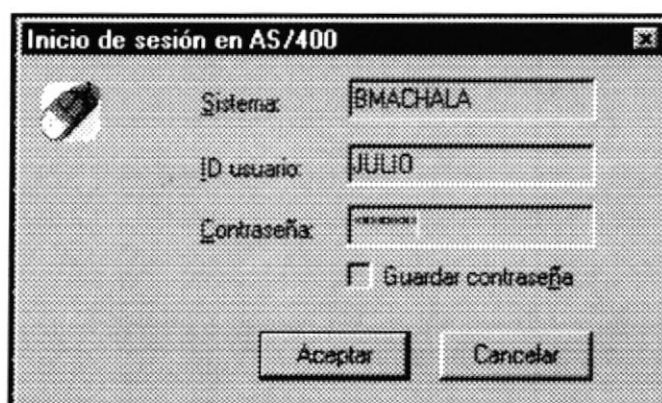 Inicio de sesión en AS/400
Sistema: BMACHALA
ID usuario: JULIO
Contraseña: *******
Guardar contraseña
Aceptar Cancelar